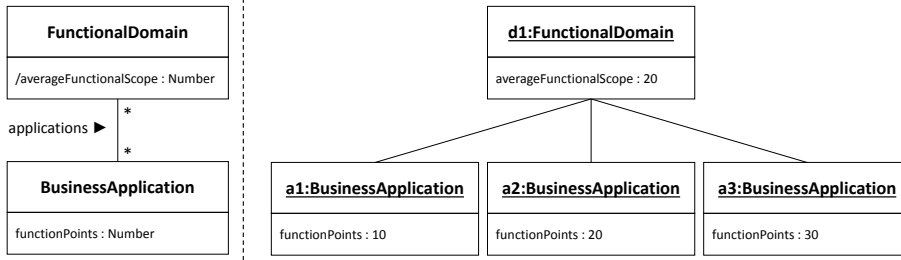 FunctionalDomain
/averageFunctionalScope : Number
*
applications ►
*
BusinessApplication
functionPoints : Number
d1:FunctionalDomain
averageFunctionalScope : 20
a1:BusinessApplication
functionPoints : 10
a2:BusinessApplication
functionPoints : 20
a3:BusinessApplication
functionPoints : 30